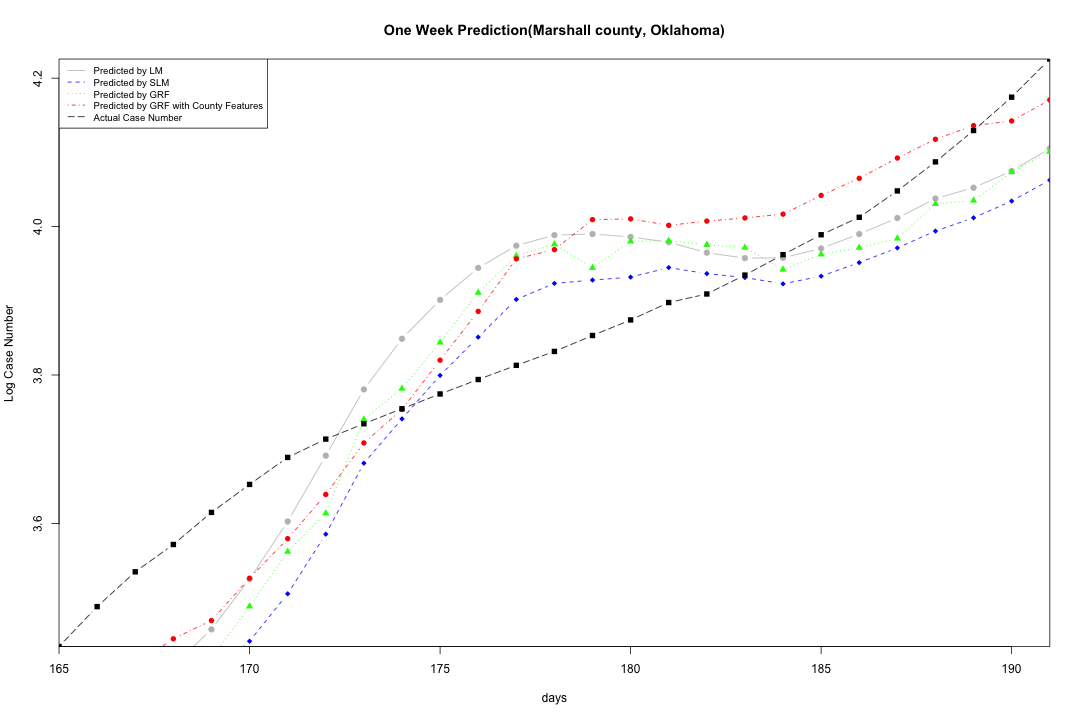 One Week Prediction(Marshall county, Oklahoma)
Predicted by LM
Predicted by SLM
Predicted by GRF
Predicted by GRF with County Features
Actual Case Number
4.2
4.0
3.8
3.6
Log Case Number
165 170 175 180 185 190
days